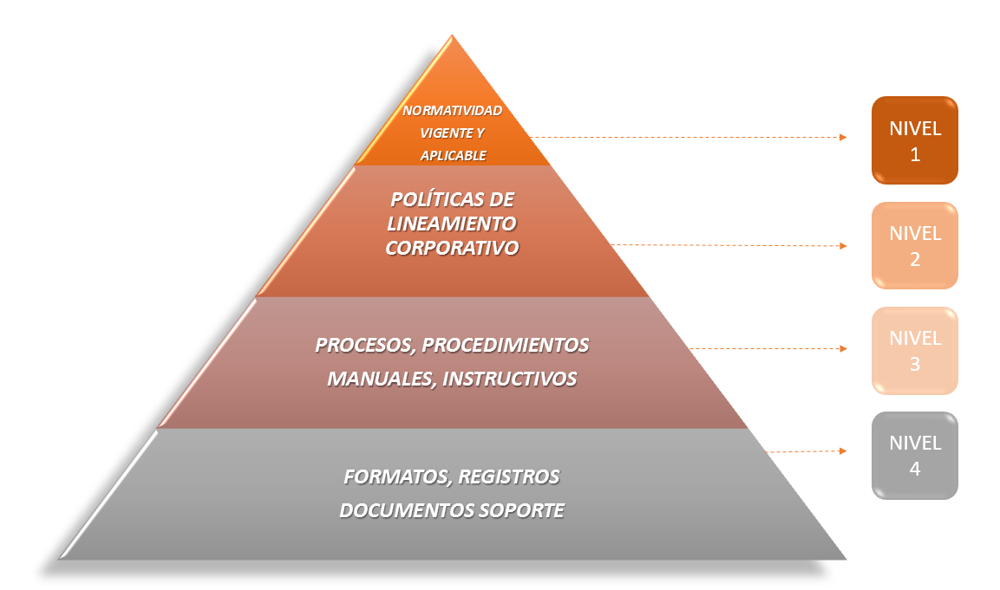 NORMATIVIDAD
VIGENTE Y
APLICABLE
NIVEL
1
POLÍTICAS DE
LINEAMIENTO
CORPORATIVO
NIVEL
2
PROCESOS, PROCEDIMIENTOS
MANUALES, INSTRUCTIVOS
NIVEL
3
FORMATOS, REGISTROS
DOCUMENTOS SOPORTE
NIVEL
4